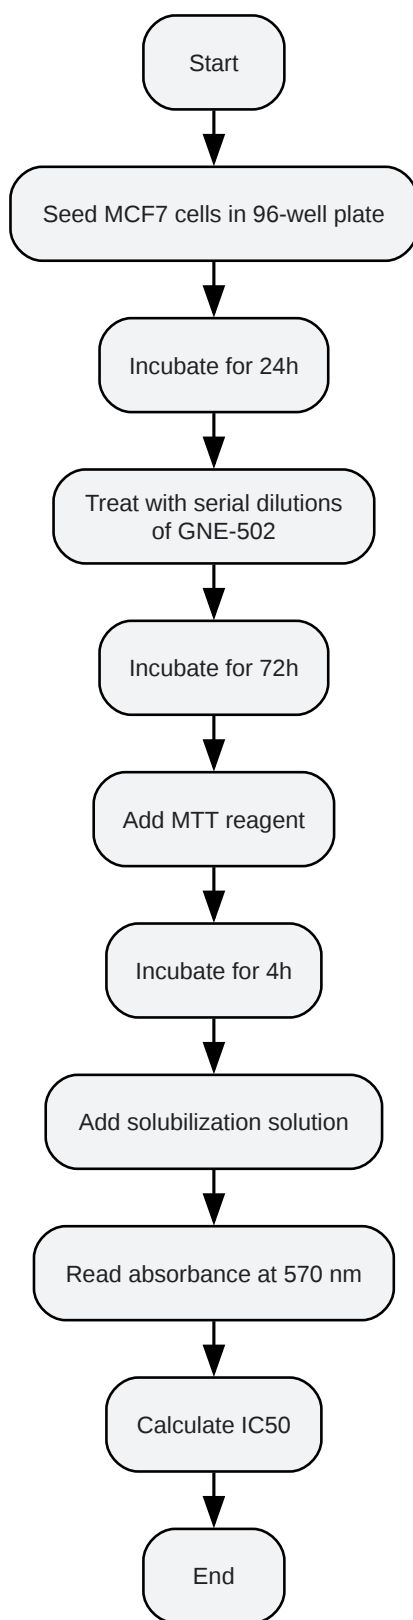 Start
Seed MCF7 cells in 96-well plate
Incubate for 24h
Treat with serial dilutions
of GNE-502
Incubate for 72h
Add MTT reagent
Incubate for 4h
Add solubilization solution
Read absorbance at 570 nm
Calculate IC50
End